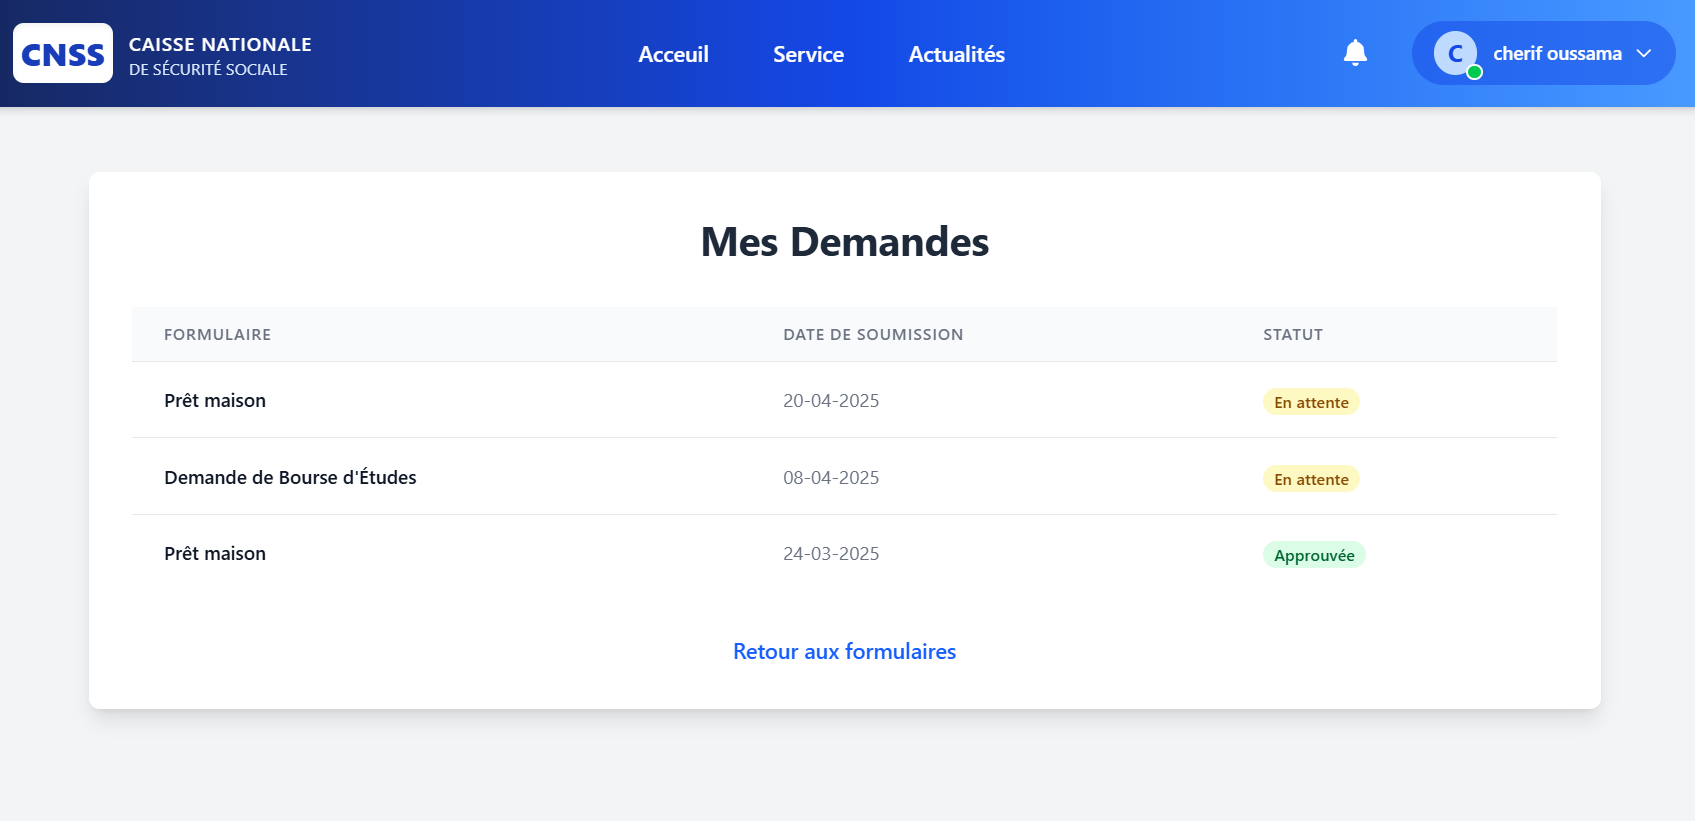 CNSS
CAISSE NATIONALE
DE SÉCURITÉ SOCIALE
Acceuil
Service
Actualités
C
cherif oussama
Mes Demandes
FORMULAIRE DATE DE SOUMISSION STATUT
Prêt maison 20-04-2025 En attente
Demande de Bourse d'Études 08-04-2025 En attente
Prêt maison 24-03-2025 Approuvée
Retour aux formulaires